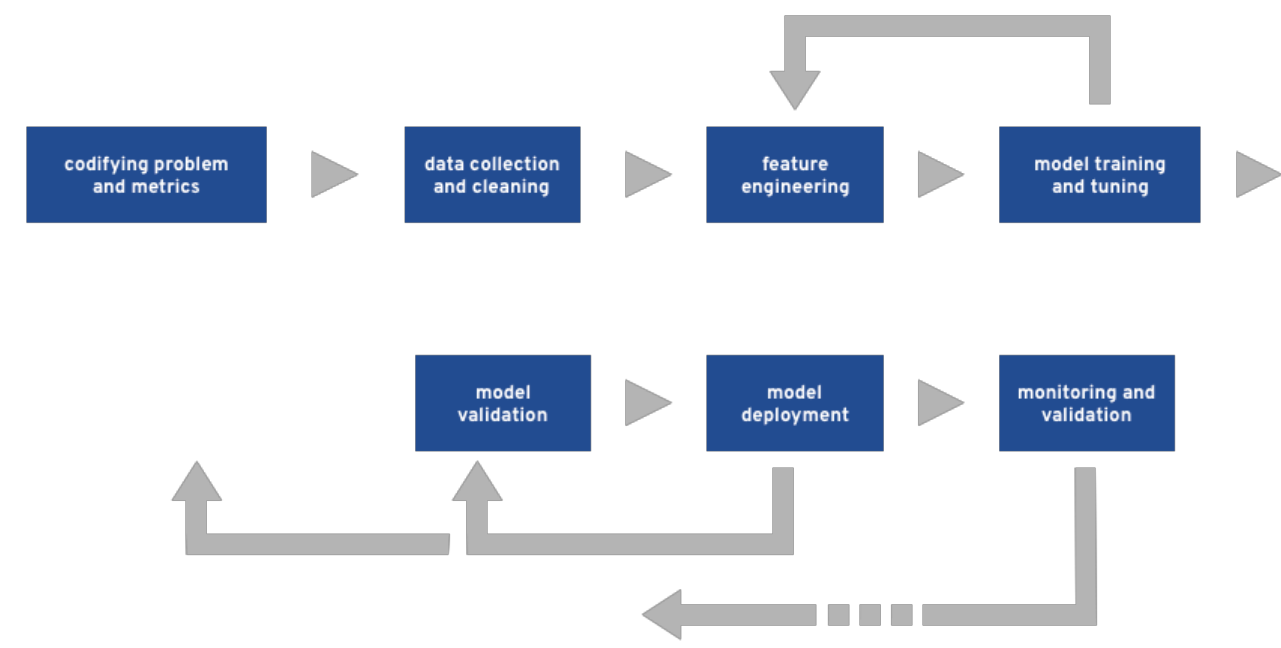 codifying problem
and metrics
data collection
and cleaning
feature
engineering
model training
and tuning
model
validation
model
deployment
monitoring and
validation